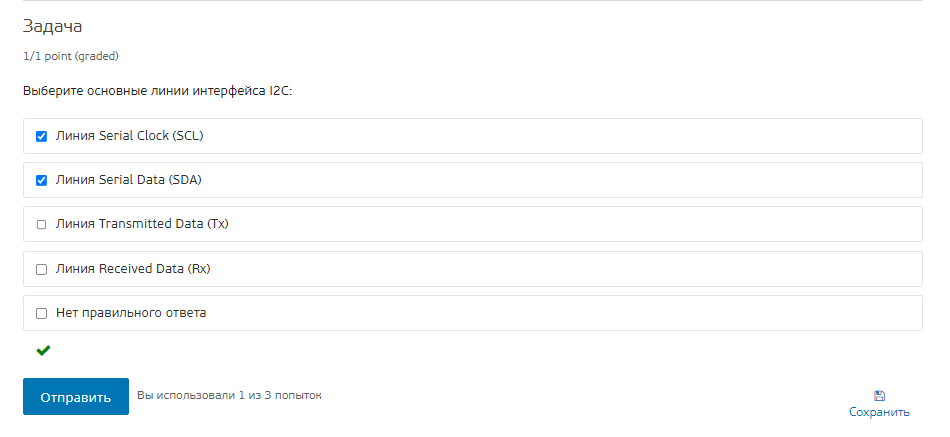 Задача
1/1 point (graded)
Выберите основные линии интерфейса I2C:
Линия Serial Clock (SCL)
Линия Serial Data (SDA)
Линия Transmitted Data (Tx)
Линия Received Data (Rx)
Нет правильного ответа
Отправить
Вы использовали 1 из 3 попыток
Сохранить